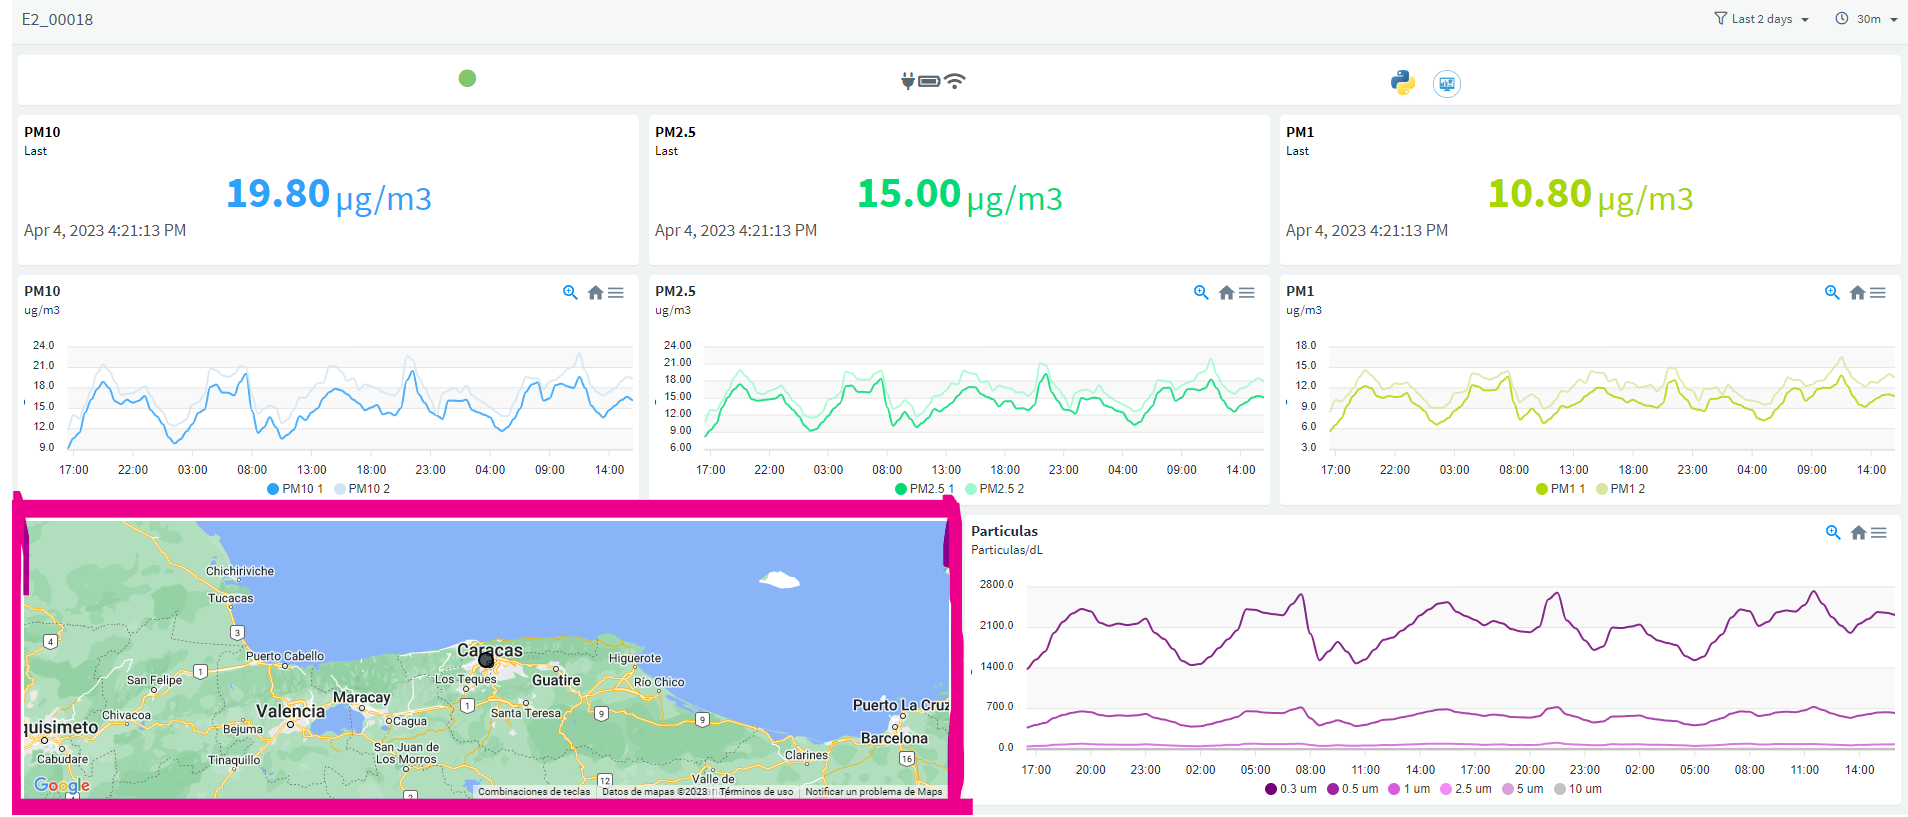 E2_00018
Last 2 days
30m
PM10
Last
19.80 µg/m3
Apr 4, 2023 4:21:13 PM
PM2.5
Last
15.00 µg/m3
Apr 4, 2023 4:21:13 PM
PM1
Last
10.80 µg/m3
Apr 4, 2023 4:21:13 PM
PM10
ug/m3
24.0
21.0
18.0
15.0
12.0
9.0
17:00 22:00 03:00 08:00 13:00 18:00 23:00 04:00 09:00 14:00
PM10 1 PM10 2
PM2.5
ug/m3
24.00
21.00
18.00
15.00
12.00
9.00
6.00
17:00 22:00 03:00 08:00 13:00 18:00 23:00 04:00 09:00 14:00
PM2.5 1 PM2.5 2
PM1
ug/m3
18.0
15.0
12.0
9.0
6.0
3.0
17:00 22:00 03:00 08:00 13:00 18:00 23:00 04:00 09:00 14:00
PM1 1 PM1 2
Chichiriviche
Tucacas
3
4
Puerto Cabello
Caracas
Higuerote
1
San Felipe
Los Teques
Guatire
Río Chico
Maracay
Valencia
1
Santa Teresa
9
9
Puerto La Cruz
Chivacoa
Cagua
quisimeto
Bejuma
Barcelona
Cabudare
Tinaquillo
San Juan de
Los Morros
Clarines
16
12
Valle de
2
Google
Combinaciones de teclas
Datos de mapas ©2023
Términos de uso
Notificar un problema de Maps
Particulas
Particulas/dL
2800.0
2100.0
1400.0
700.0
0.0
17:00 20:00 23:00 02:00 05:00 08:00 11:00 14:00 17:00 20:00 23:00 02:00 05:00 08:00 11:00 14:00
0.3 um 0.5 um 1 um 2.5 um 5 um 10 um